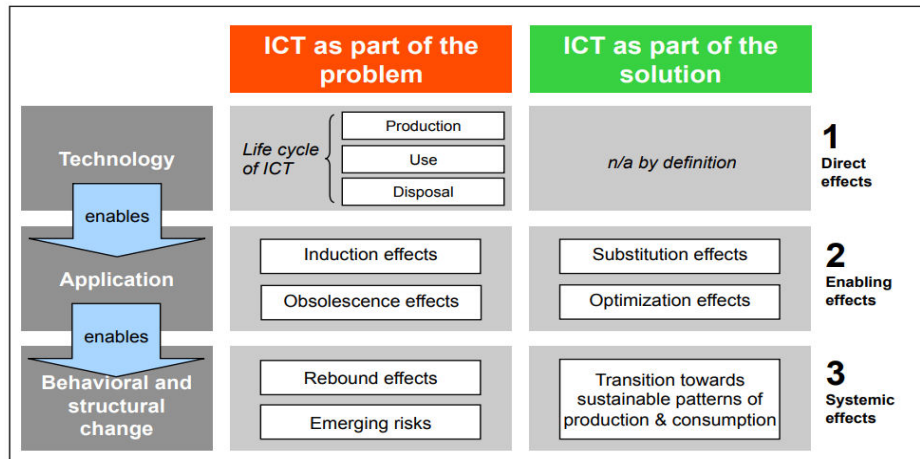 ICT as part of the
problem
ICT as part of the
solution
Technology
Life cycle
of ICT
Production
Use
Disposal
n/a by definition
1
Direct
effects
enables
Application
Induction effects
Obsolescence effects
Substitution effects
Optimization effects
2
Enabling
effects
enables
Behavioral and
structural
change
Rebound effects
Emerging risks
Transition towards
sustainable patterns of
production & consumption
3
Systemic
effects